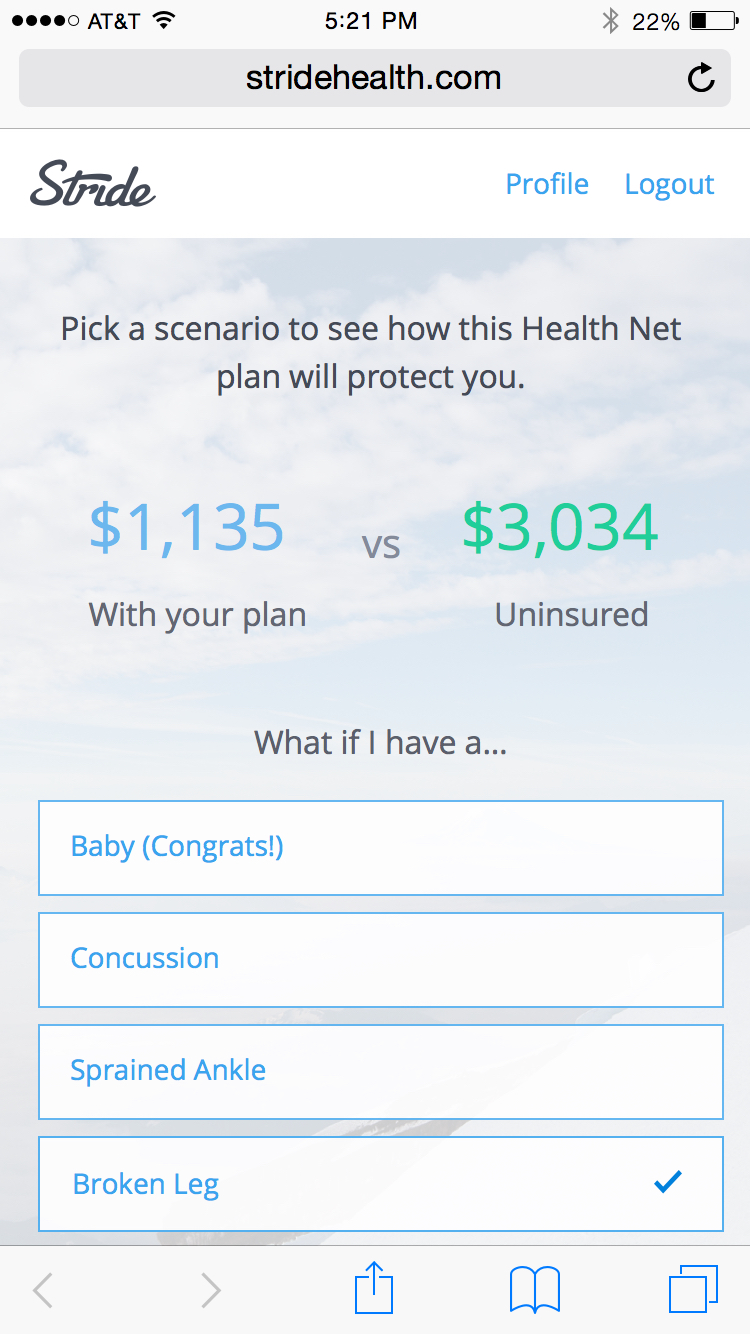 AT&T 5:21 PM 22%
stridehealth.com
Stride Profile Logout
Pick a scenario to see how this Health Net
plan will protect you.
$1,135 vs $3,034
With your plan Uninsured
What if I have a...
Baby (Congrats!)
Concussion
Sprained Ankle
Broken Leg